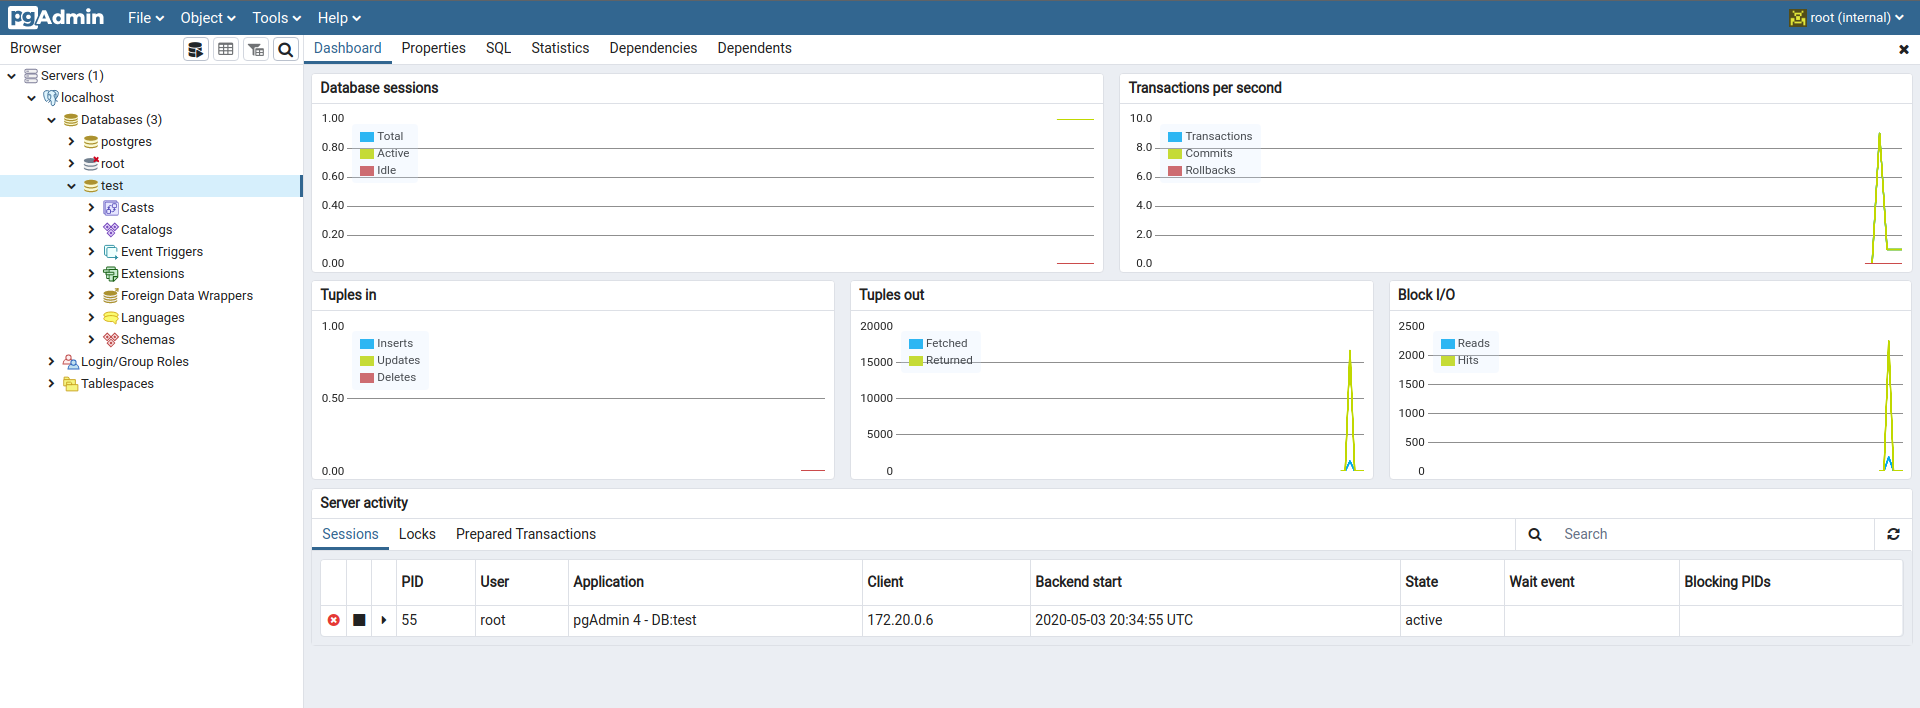 pgAdmin File Object Tools Help root (internal)
Browser
Dashboard Properties SQL Statistics Dependencies Dependents
Servers (1)
localhost
Databases (3)
postgres
root
test
Casts
Catalogs
Event Triggers
Extensions
Foreign Data Wrappers
Languages
Schemas
Login/Group Roles
Tablespaces
Database sessions
1.00
0.80
0.60
0.40
0.20
0.00
Total
Active
Idle
Transactions per second
10.0
8.0
6.0
4.0
2.0
0.0
Transactions
Commits
Rollbacks
Tuples in
1.00
0.50
0.00
Inserts
Updates
Deletes
Tuples out
20000
15000
10000
5000
0
Fetched
Returned
Block I/O
2500
2000
1500
1000
500
0
Reads
Hits
Server activity
Sessions Locks Prepared Transactions Search
PID User Application Client Backend start State Wait event Blocking PIDs
55 root pgAdmin 4 - DB:test 172.20.0.6 2020-05-03 20:34:55 UTC active